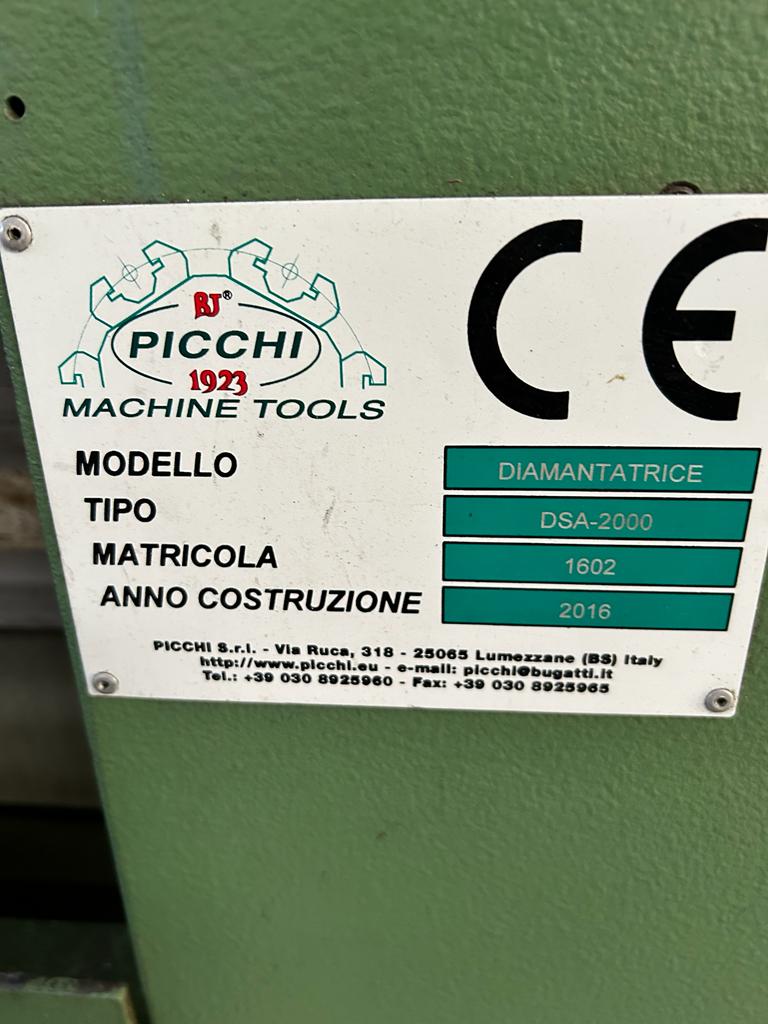 BJ®
PICCHI
1923
MACHINE TOOLS
CE
MODELLO DIAMANTATRICE
TIPO DSA-2000
MATRICOLA 1602
ANNO COSTRUZIONE 2016
PICCHI S.r.l. - Via Ruca, 318 - 25065 Lumezzane (BS) Italy
http://www.picchi.eu - e-mail: picchi@bugatti.it
Tel.: +39 030 8925960 - Fax: +39 030 8925965